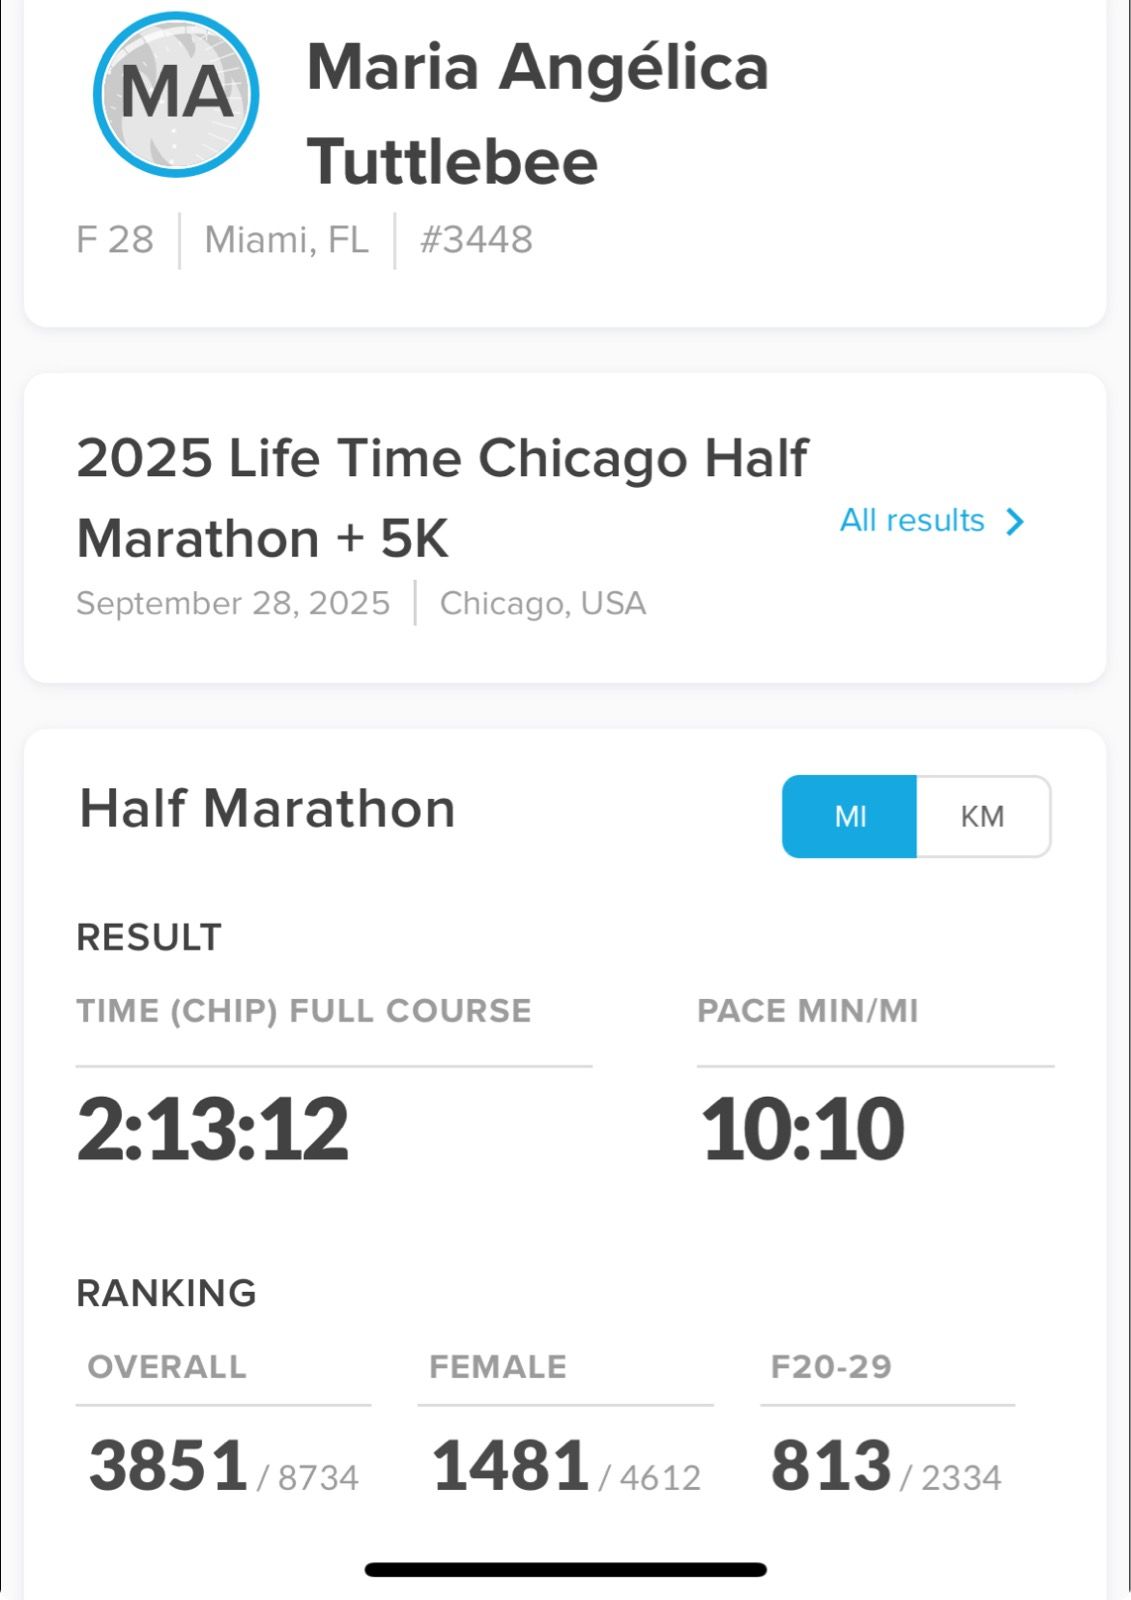 MA
Maria Angélica
Tuttlebee
F 28 | Miami, FL | #3448
2025 Life Time Chicago Half
Marathon + 5K
All results
September 28, 2025 | Chicago, USA
Half Marathon
MI KM
RESULT
TIME (CHIP) FULL COURSE PACE MIN/MI
2:13:12 10:10
RANKING
OVERALL FEMALE F20-29
3851 / 8734 1481 / 4612 813 / 2334